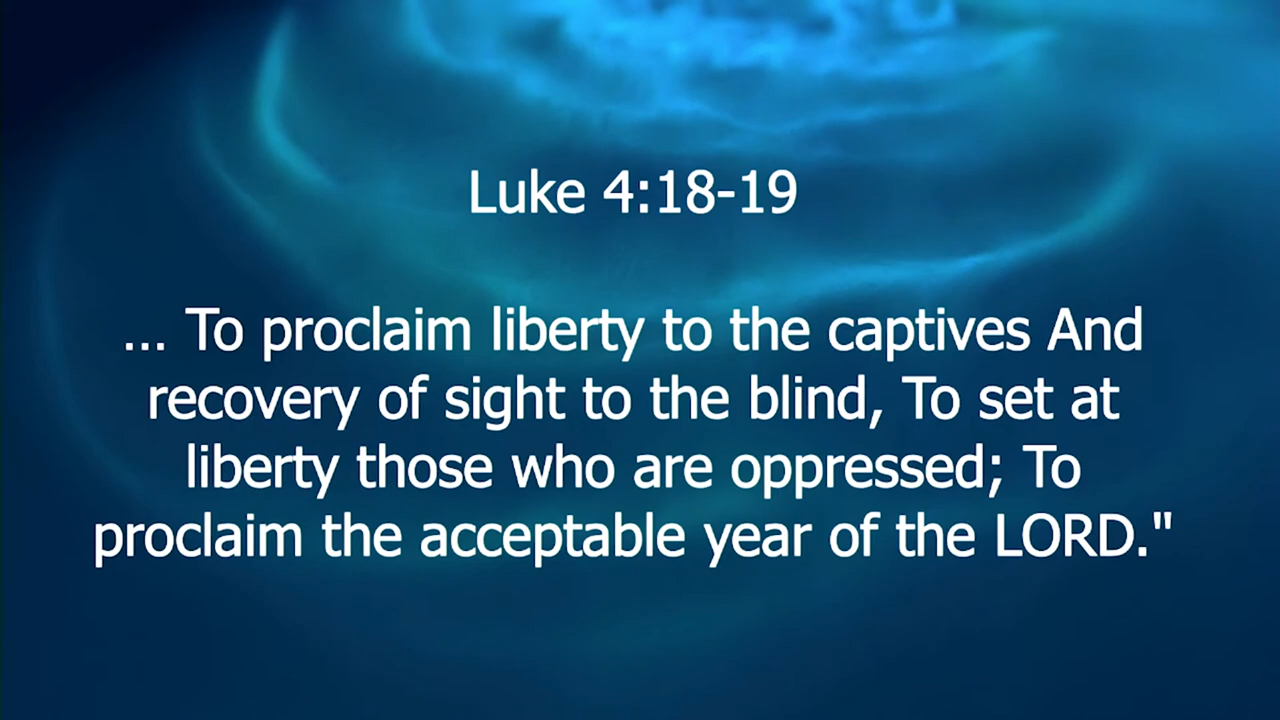 Luke 4:18-19
... To proclaim liberty to the captives And
recovery of sight to the blind, To set at
liberty those who are oppressed; To
proclaim the acceptable year of the LORD."